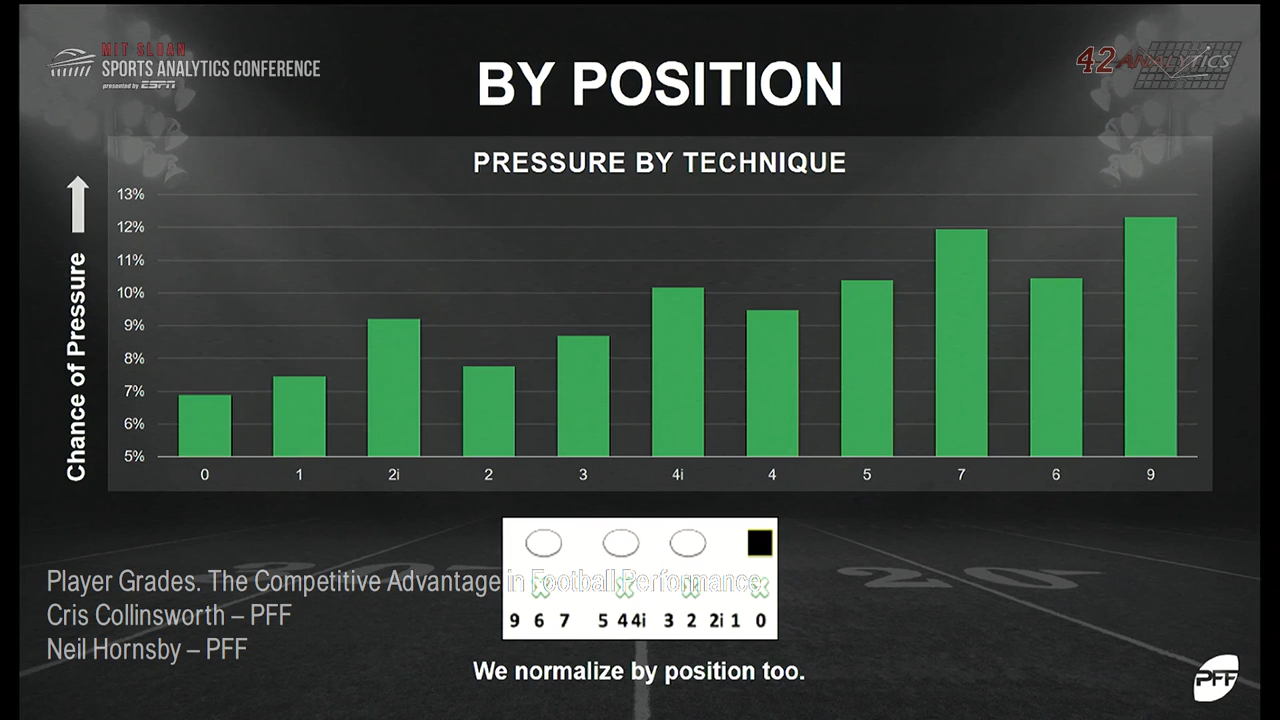 MIT SLOAN
SPORTS ANALYTICS CONFERENCE
presented by ESPN
42 ANALYTICS
BY POSITION
PRESSURE BY TECHNIQUE
Chance of Pressure
13%
12%
11%
10%
9%
8%
7%
6%
5%
0 1 2i 2 3 4i 4 5 7 6 9
Player Grades. The Competitive Advantage in Football Performance.
Cris Collinsworth – PFF
Neil Hornsby – PFF
9 6 7 5 4 4i 3 2 2i 1 0
We normalize by position too.
PFF